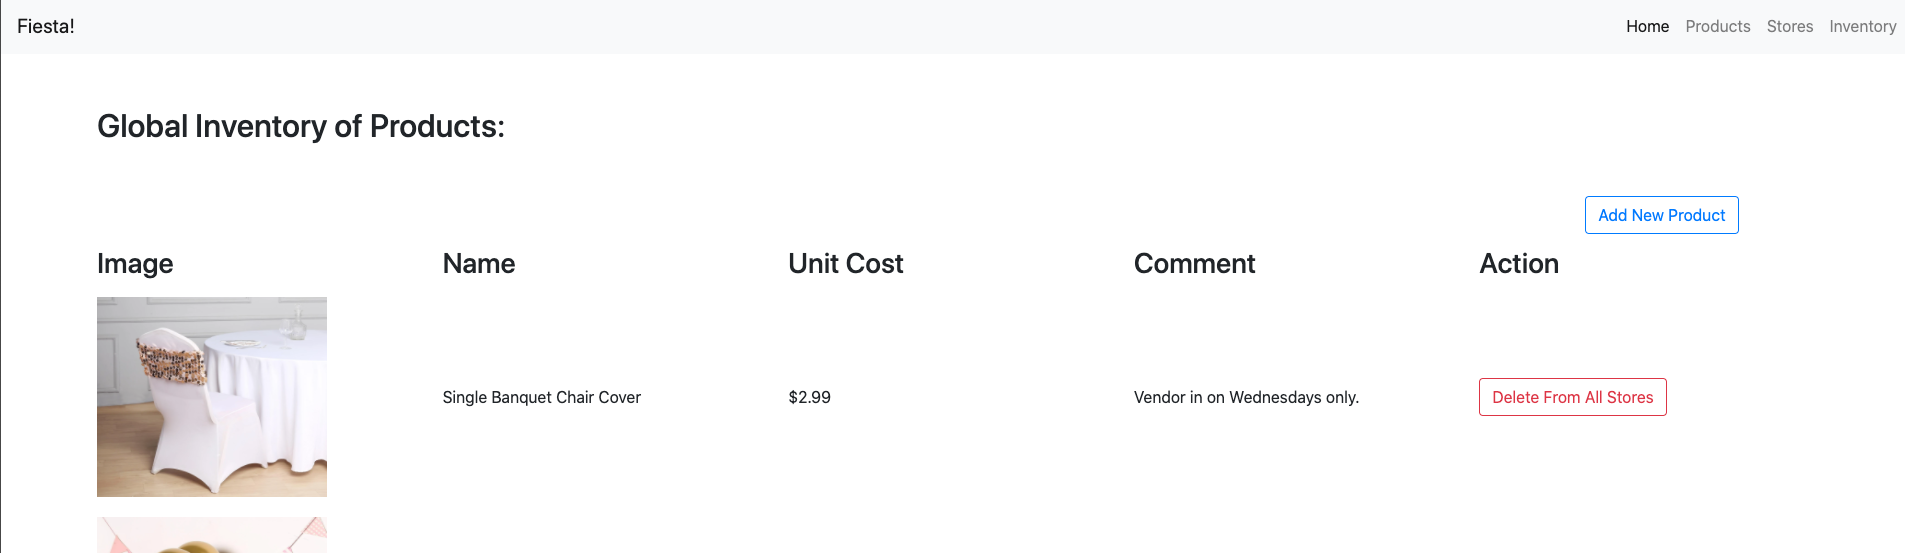 Fiesta!
Home Products Stores Inventory
Global Inventory of Products:
Add New Product
Image Name Unit Cost Comment Action
Single Banquet Chair Cover $2.99 Vendor in on Wednesdays only. Delete From All Stores